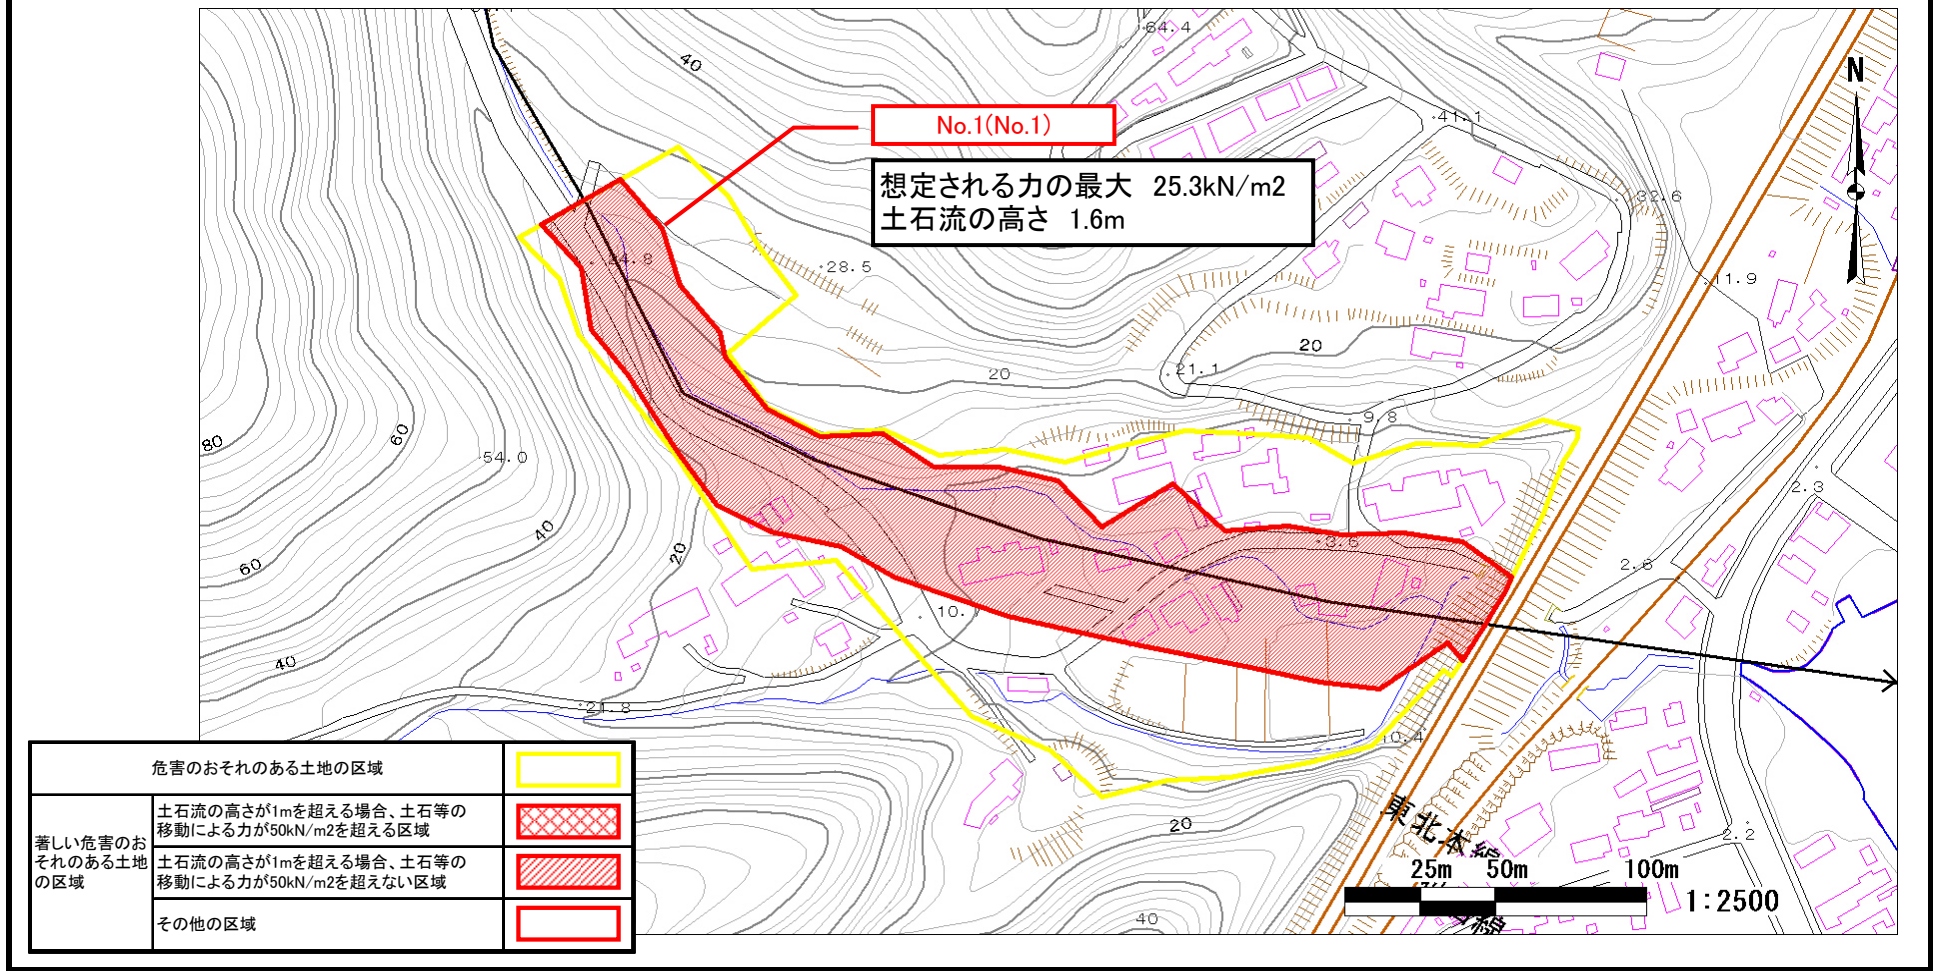 64.4
40
N
No.1(No.1)
41.1
想定される力の最大 25.3kN/m2
土石流の高さ 1.6m
32.6
24.8
28.5
11.9
20
21.1
20
9.8
80
60
54.0
2.3
40
20
3.6
60
2.6
10.
40
21.8
10.4
危害のおそれのある土地の区域
著しい危害のお
それのある土地
の区域
土石流の高さが1mを超える場合、土石等の
移動による力が50kN/m2を超える区域
土石流の高さが1mを超える場合、土石等の
移動による力が50kN/m2を超えない区域
その他の区域
20
東北本線
2.2
25m 50m 100m
1:2500
40
線